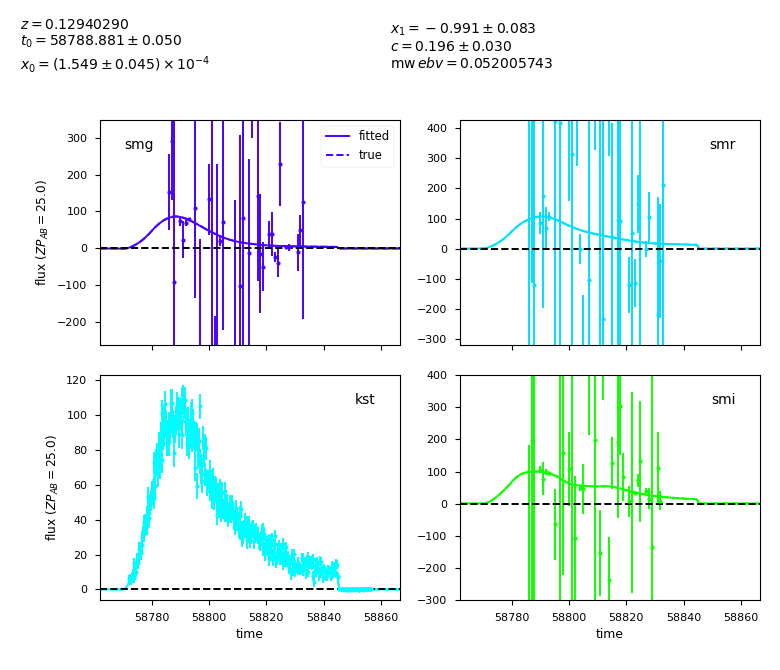 z = 0.12940290
t₀ = 58788.881 ± 0.050
x₀ = (1.549 ± 0.045) × 10⁻⁴
x₁ = −0.991 ± 0.083
c = 0.196 ± 0.030
mw ebv = 0.052005743
smg
fitted
true
300
200
100
0
−100
−200
flux (ZP_AB = 25.0)
smr
400
300
200
100
0
−100
−200
−300
kst
120
100
80
60
40
20
0
flux (ZP_AB = 25.0)
58780 58800 58820 58840 58860
time
smi
400
300
200
100
0
−100
−200
−300
58780 58800 58820 58840 58860
time